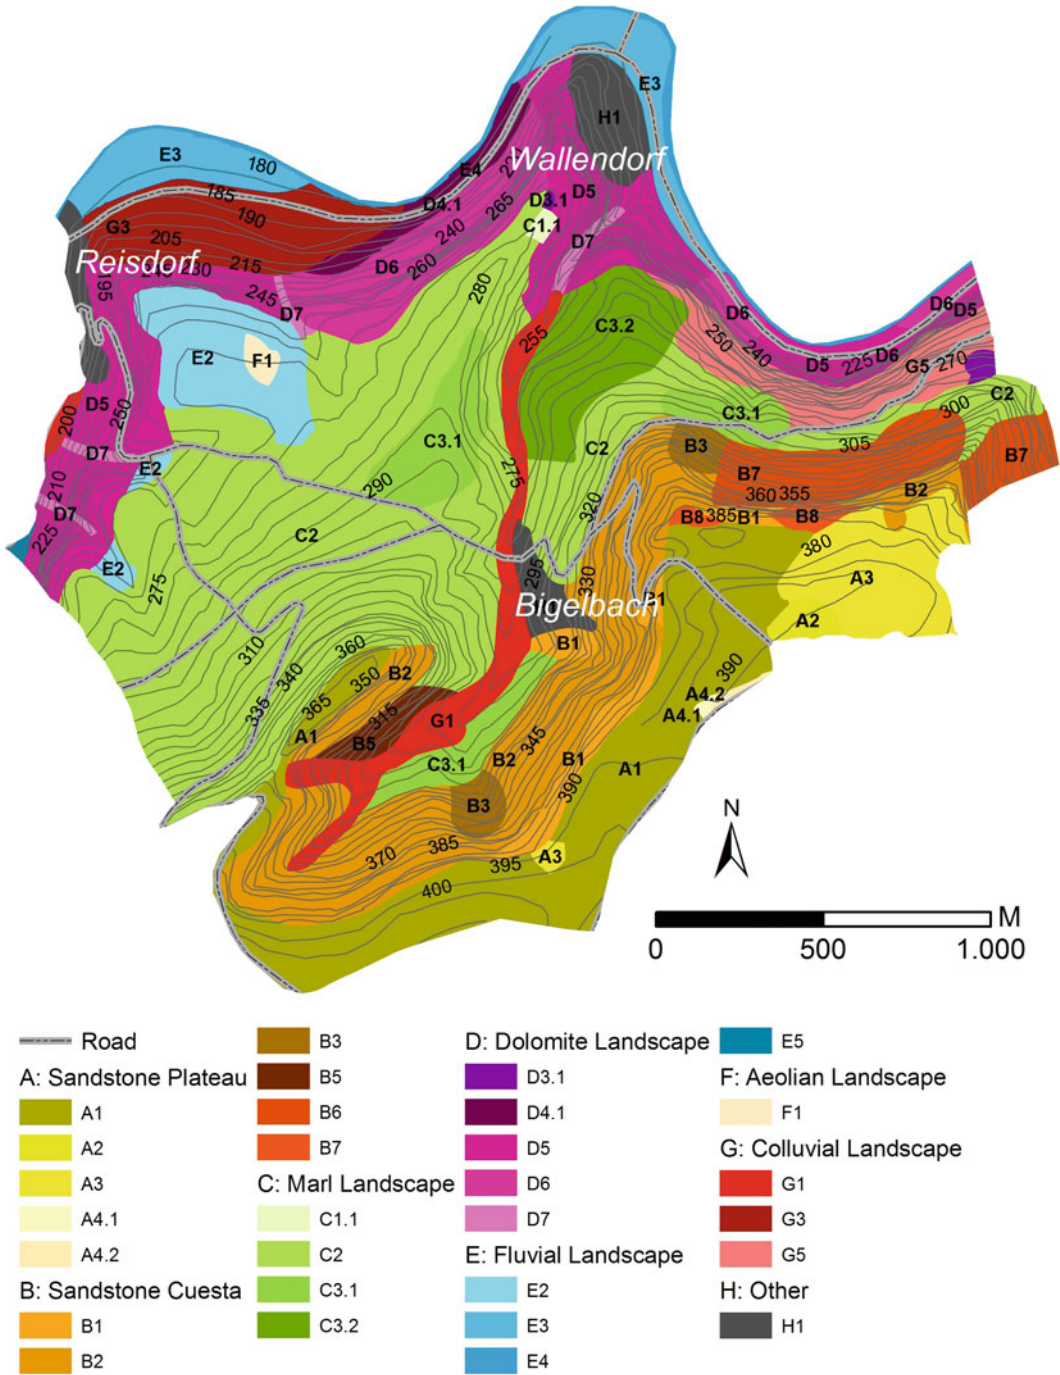 E3
H1
E3
180
Wallendorf
E4
220
185
D5
D4.1
265
D3.1
190
G3
C1.1
205
240
D7
Reisdorf
215
230
D6
260
280
195
245
D7
D6
D6
D5
255
C3.2
250
240
E2
F1
D5
225
D6
G5
270
D5
200
250
C2
300
C3.1
C3.1
305
D7
E2
275
C2
B3
B7
B7
210
290
360
355
B2
D7
320
B8
385
B1
B8
225
C2
380
E2
275
295
330
A3
Bigelbach
B1
A2
310
360
B1
340
350
B2
390
335
365
A4.2
315
G1
A4.1
A1
B5
345
C3.1
B2
B1
A1
390
B3
N
370
385
395
A3
400
M
0
500
1.000
Road
A: Sandstone Plateau
A1
A2
A3
A4.1
A4.2
B: Sandstone Cuesta
B1
B2
B3
B5
B6
B7
C: Marl Landscape
C1.1
C2
C3.1
C3.2
D: Dolomite Landscape
D3.1
D4.1
D5
D6
D7
E: Fluvial Landscape
E2
E3
E4
E5
F: Aeolian Landscape
F1
G: Colluvial Landscape
G1
G3
G5
H: Other
H1